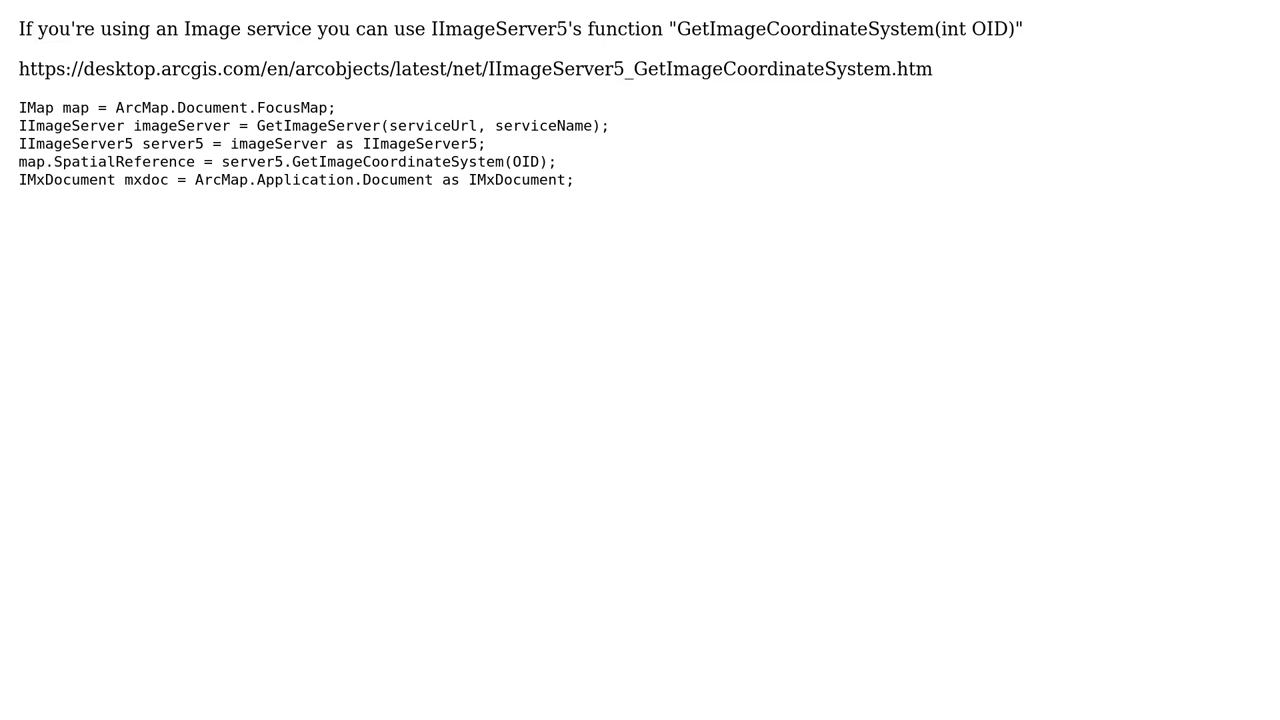 If you're using an Image service you can use IImageServer5's function "GetImageCoordinateSystem(int OID)"
https://desktop.arcgis.com/en/arcobjects/latest/net/IImageServer5_GetImageCoordinateSystem.htm
IMap map = ArcMap.Document.FocusMap;
IImageServer imageServer = GetImageServer(serviceUrl, serviceName);
IImageServer5 server5 = imageServer as IImageServer5;
map.SpatialReference = server5.GetImageCoordinateSystem(OID);
IMxDocument mxdoc = ArcMap.Application.Document as IMxDocument;